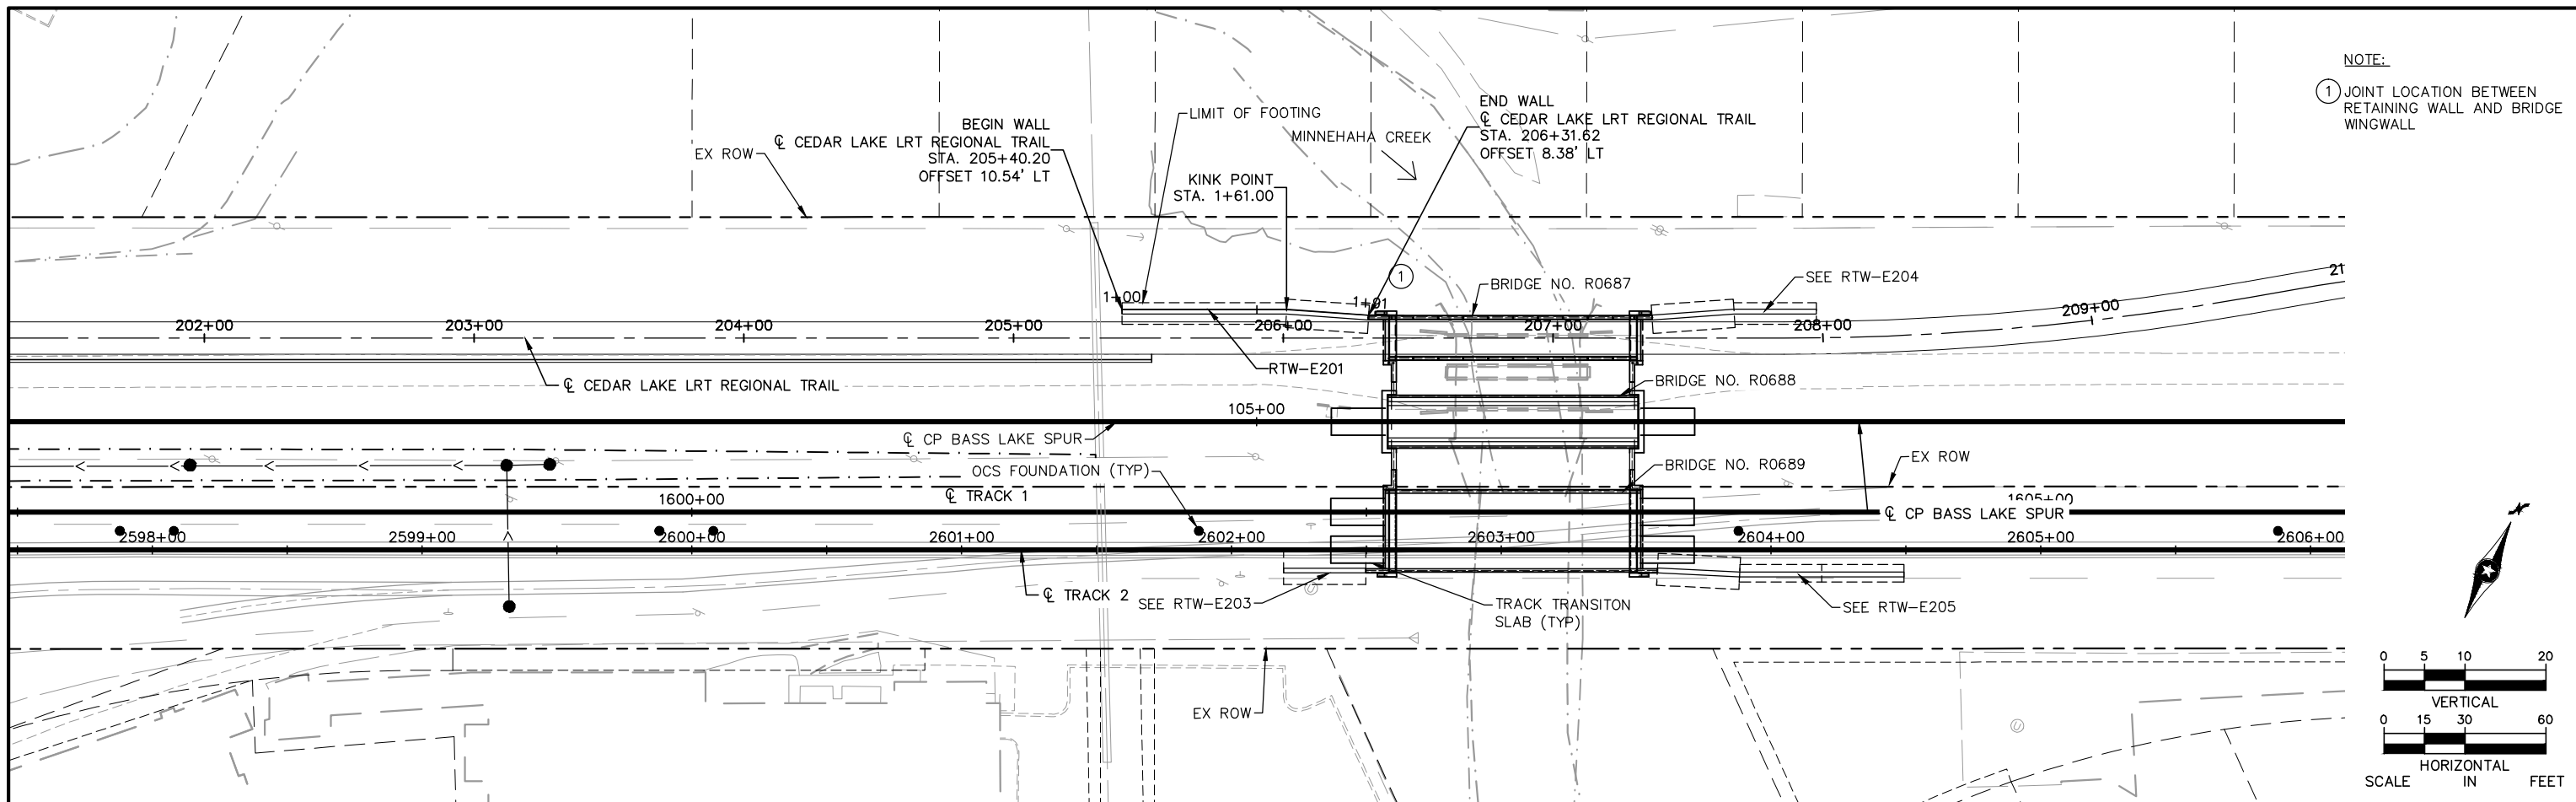 NOTE:
1 JOINT LOCATION BETWEEN
RETAINING WALL AND BRIDGE
WINGWALL
BEGIN WALL
℄ CEDAR LAKE LRT REGIONAL TRAIL
STA. 205+40.20
OFFSET 10.54' LT
EX ROW
LIMIT OF FOOTING
KINK POINT
STA. 1+61.00
MINNEHAHA CREEK
END WALL
℄ CEDAR LAKE LRT REGIONAL TRAIL
STA. 206+31.62
OFFSET 8.38' LT
1
BRIDGE NO. R0687
SEE RTW-E204
1+00
1+91
21
202+00
203+00
204+00
205+00
206+00
207+00
208+00
209+00
℄ CEDAR LAKE LRT REGIONAL TRAIL
RTW-E201
BRIDGE NO. R0688
105+00
℄ CP BASS LAKE SPUR
OCS FOUNDATION (TYP)
BRIDGE NO. R0689
EX ROW
1600+00
℄ TRACK 1
1605+00
℄ CP BASS LAKE SPUR
2598+00
2599+00
2600+00
2601+00
2602+00
2603+00
2604+00
2605+00
2606+00
℄ TRACK 2
SEE RTW-E203
TRACK TRANSITON
SLAB (TYP)
SEE RTW-E205
EX ROW
N
0 5 10 20
VERTICAL
0 15 30 60
HORIZONTAL
SCALE IN FEET